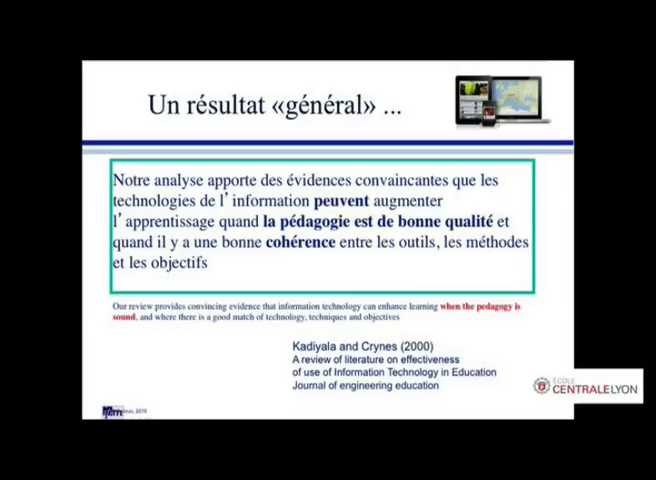 Un résultat «général» ...
Notre analyse apporte des évidences convaincantes que les
technologies de l'information peuvent augmenter
l'apprentissage quand la pédagogie est de bonne qualité et
quand il y a une bonne cohérence entre les outils, les méthodes
et les objectifs
Our review provides convincing evidence that information technology can enhance learning when the pedagogy is
sound, and where there is a good match of technology, techniques and objectives
Kadiyala and Crynes (2000)
A review of literature on effectiveness
of use of Information Technology in Education
Journal of engineering education
ÉCOLE
CENTRALELYON
2010